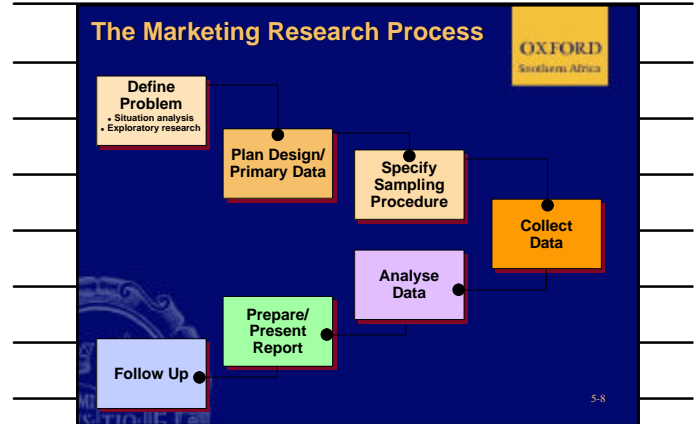 The Marketing Research Process
OXFORD
Southern Africa
Define
Problem
• Situation analysis
• Exploratory research
Plan Design/
Primary Data
Specify
Sampling
Procedure
Collect
Data
Analyse
Data
Prepare/
Present
Report
Follow Up
5-8